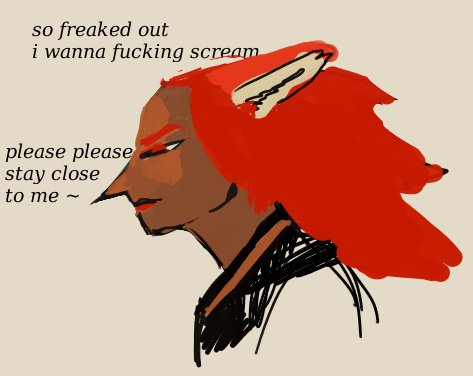 so freaked out
i wanna fucking scream
please please
stay close
to me ~